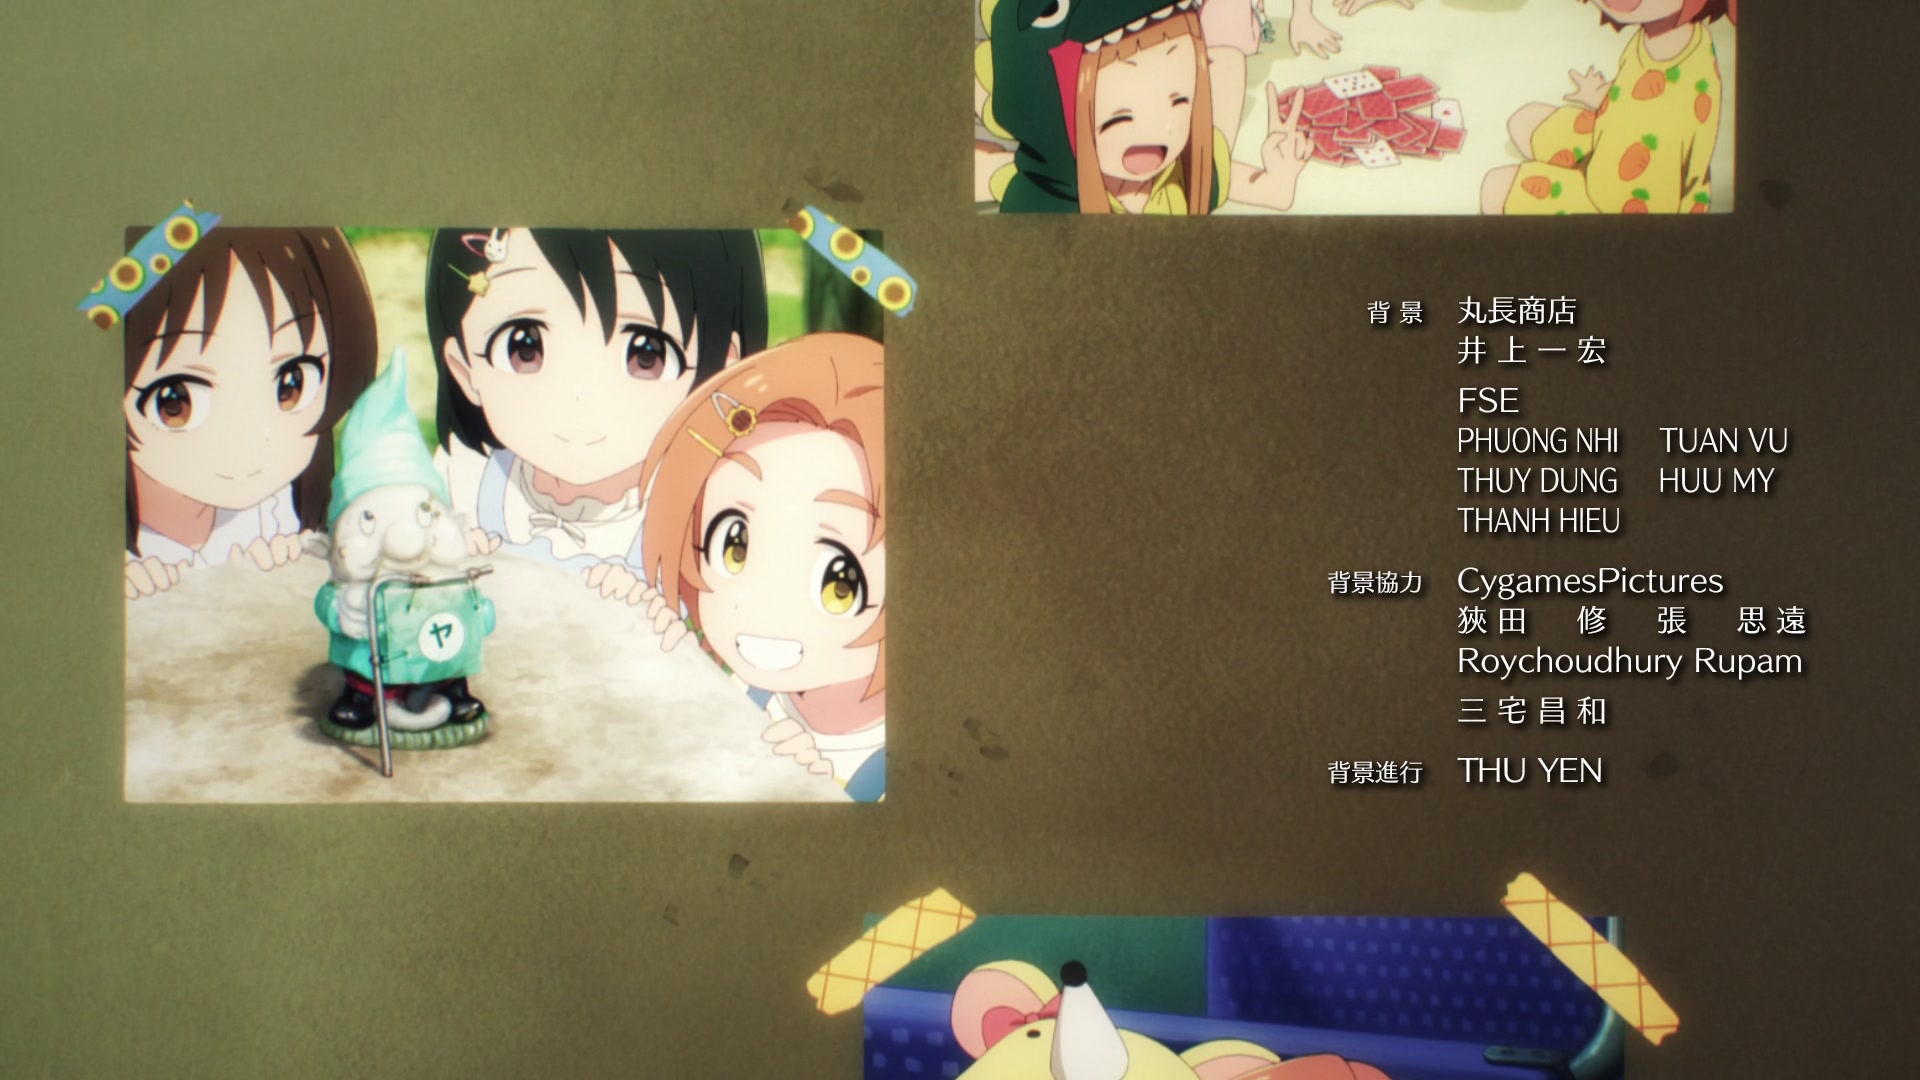 ヤ
背景 丸長商店
井上一宏
FSE
PHUONG NHI TUAN VU
THUY DUNG HUU MY
THANH HIEU
背景協力 CygamesPictures
狹田 修 張 思遠
Roychoudhury Rupam
三宅昌和
背景進行 THU YEN